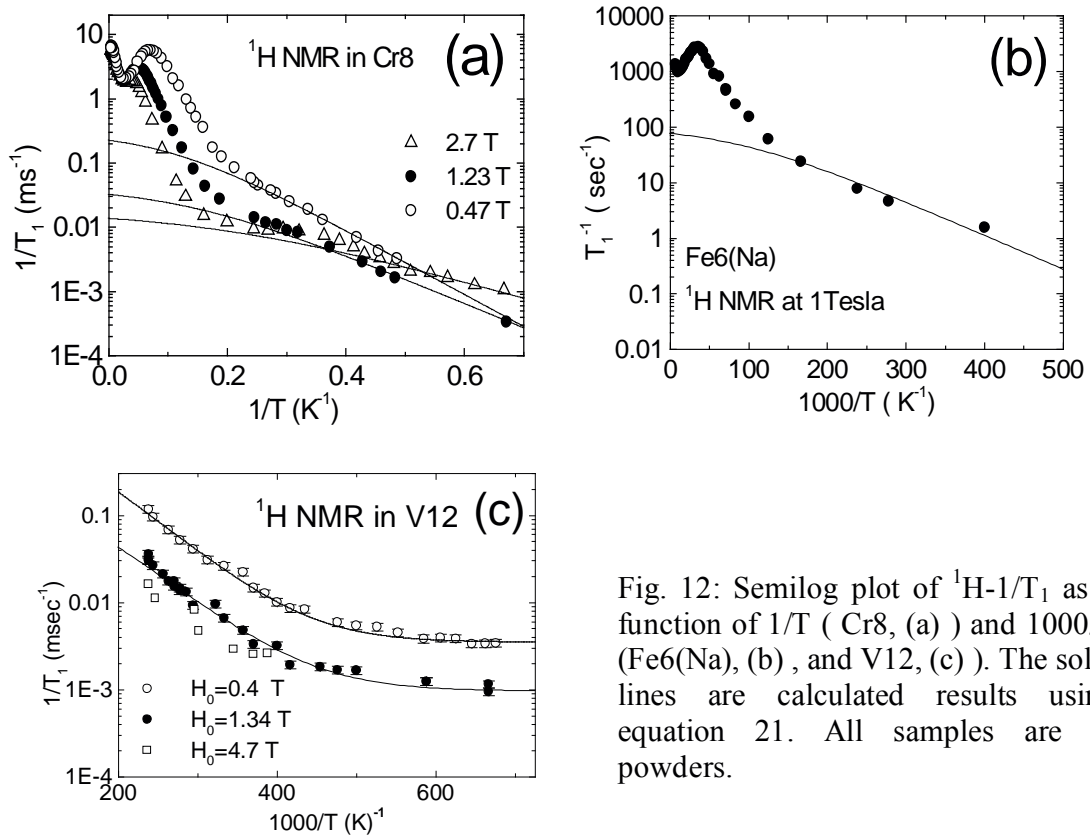 ¹H NMR in Cr8
(a)
2.7 T
1.23 T
0.47 T
10
1
0.1
0.01
1E-3
1E-4
1/T₁ (ms⁻¹)
0.0 0.2 0.4 0.6
1/T (K⁻¹)
(b)
10000
1000
100
10
1
0.1
0.01
T₁⁻¹ ( sec⁻¹)
Fe6(Na)
¹H NMR at 1Tesla
0 100 200 300 400 500
1000/T ( K⁻¹)
¹H NMR in V12
(c)
0.1
0.01
1E-3
1E-4
1/T₁ (msec⁻¹)
H₀=0.4 T
H₀=1.34 T
H₀=4.7 T
200 400 600
1000/T (K)⁻¹
Fig. 12: Semilog plot of ¹H-1/T₁ as
function of 1/T ( Cr8, (a) ) and 1000
(Fe6(Na), (b) , and V12, (c) ). The sol
lines are calculated results usin
equation 21. All samples are
powders.